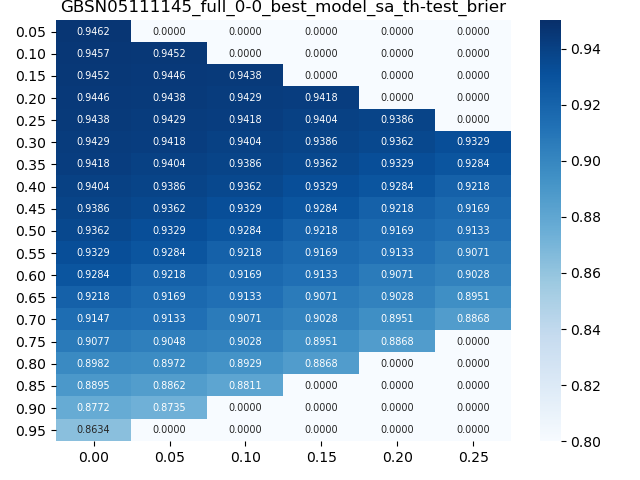 GBSN05111145_full_0-0_best_model_sa_th-test_brier
0.05 0.9462 0.0000 0.0000 0.0000 0.0000 0.0000
0.10 0.9457 0.9452 0.0000 0.0000 0.0000 0.0000
0.15 0.9452 0.9446 0.9438 0.0000 0.0000 0.0000
0.20 0.9446 0.9438 0.9429 0.9418 0.0000 0.0000
0.25 0.9438 0.9429 0.9418 0.9404 0.9386 0.0000
0.30 0.9429 0.9418 0.9404 0.9386 0.9362 0.9329
0.35 0.9418 0.9404 0.9386 0.9362 0.9329 0.9284
0.40 0.9404 0.9386 0.9362 0.9329 0.9284 0.9218
0.45 0.9386 0.9362 0.9329 0.9284 0.9218 0.9169
0.50 0.9362 0.9329 0.9284 0.9218 0.9169 0.9133
0.55 0.9329 0.9284 0.9218 0.9169 0.9133 0.9071
0.60 0.9284 0.9218 0.9169 0.9133 0.9071 0.9028
0.65 0.9218 0.9169 0.9133 0.9071 0.9028 0.8951
0.70 0.9147 0.9133 0.9071 0.9028 0.8951 0.8868
0.75 0.9077 0.9048 0.9028 0.8951 0.8868 0.0000
0.80 0.8982 0.8972 0.8929 0.8868 0.0000 0.0000
0.85 0.8895 0.8862 0.8811 0.0000 0.0000 0.0000
0.90 0.8772 0.8735 0.0000 0.0000 0.0000 0.0000
0.95 0.8634 0.0000 0.0000 0.0000 0.0000 0.0000
0.00 0.05 0.10 0.15 0.20 0.25
0.94
0.92
0.90
0.88
0.86
0.84
0.82
0.80